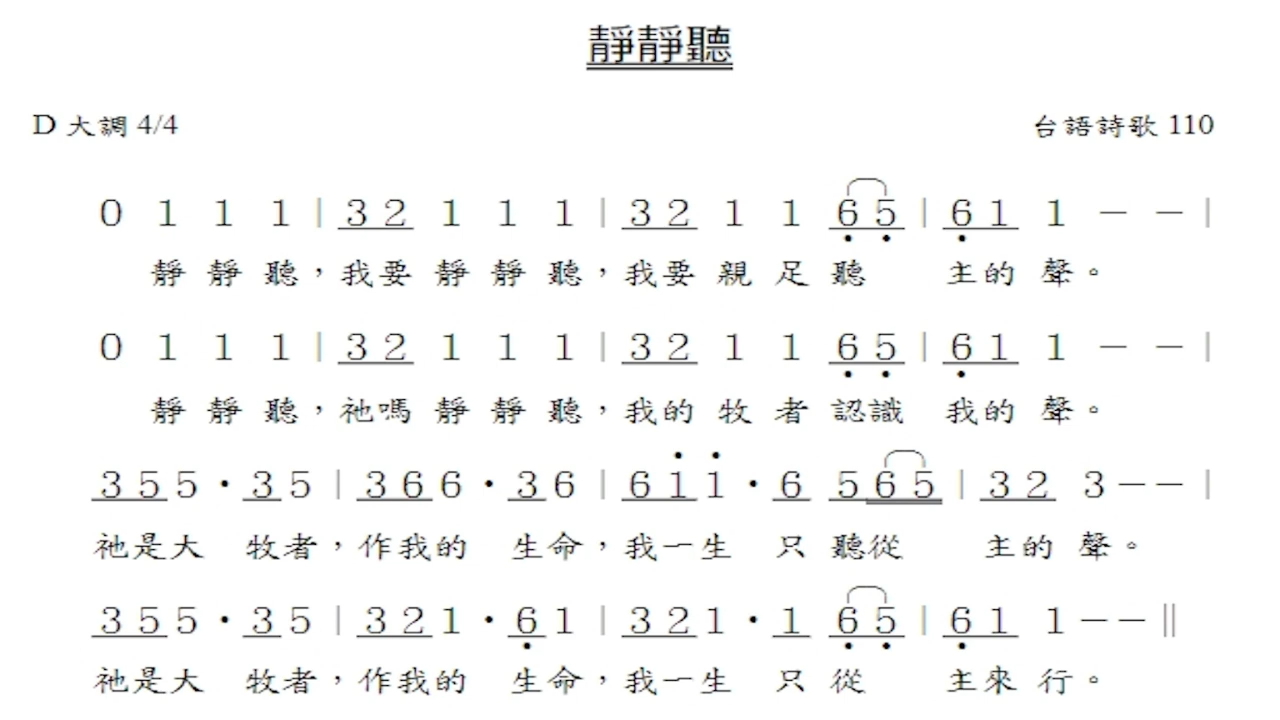 靜靜聽
D 大調 4/4 台語詩歌 110
0 1 1 1 | 3 2 1 1 1 | 3 2 1 1 6̣ 5̣ | 6̣ 1 1 － － |
靜 靜 聽，我要 靜 靜 聽，我要 親 足 聽 主的 聲。
0 1 1 1 | 3 2 1 1 1 | 3 2 1 1 6̣ 5̣ | 6̣ 1 1 － － |
靜 靜 聽，祂嗎 靜 靜 聽，我的 牧 者 認識 我的 聲。
3 5 5 · 3 5 | 3 6 6 · 3 6 | 6 1̇ 1̇ · 6 5 6 5 | 3 2 3 － － |
祂是大 牧者，作我的 生命，我一生 只 聽從 主的 聲。
3 5 5 · 3 5 | 3 2 1 · 6̣ 1 | 3 2 1 · 1 6̣ 5̣ | 6̣ 1 1 － － ‖
祂是大 牧者，作我的 生命，我一生 只 從 主來 行。